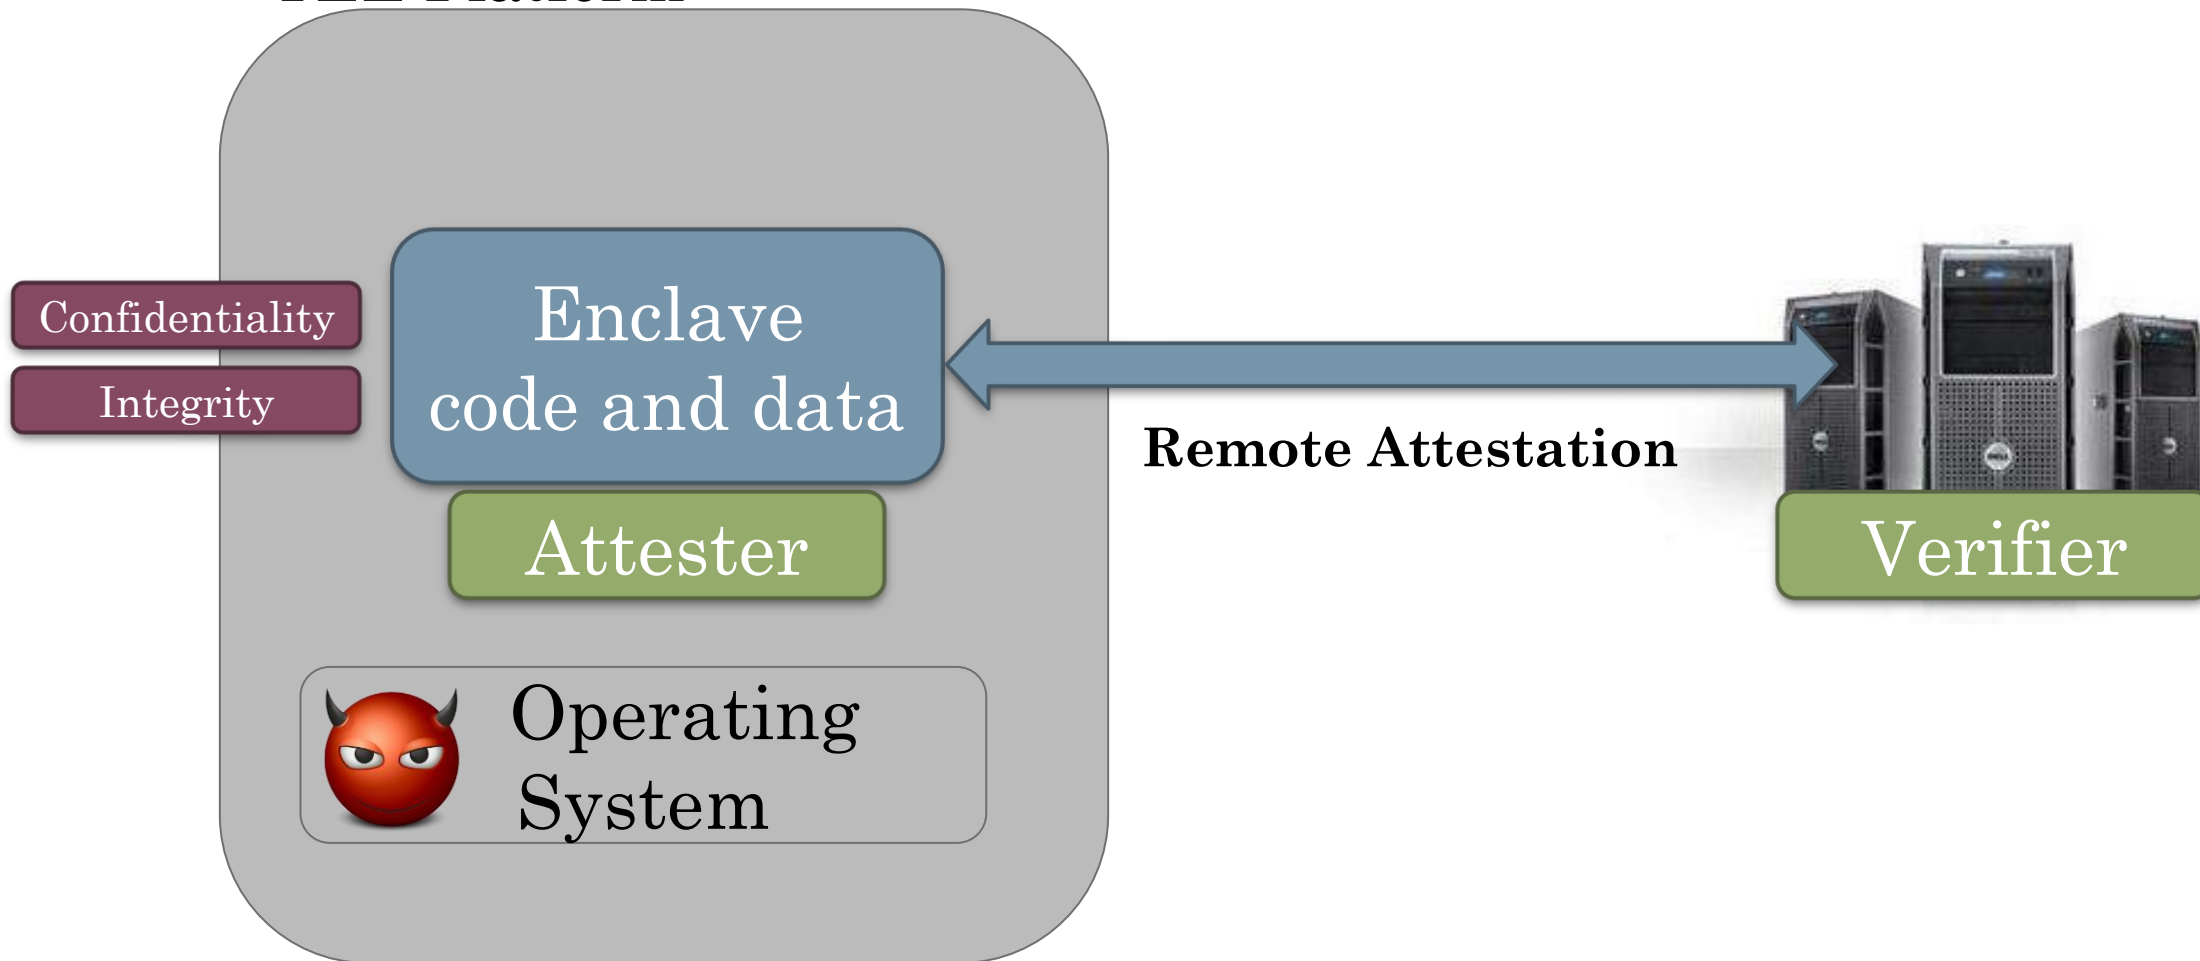 Confidentiality
Integrity
Enclave
code and data
Attester
Remote Attestation
Verifier
Operating
System